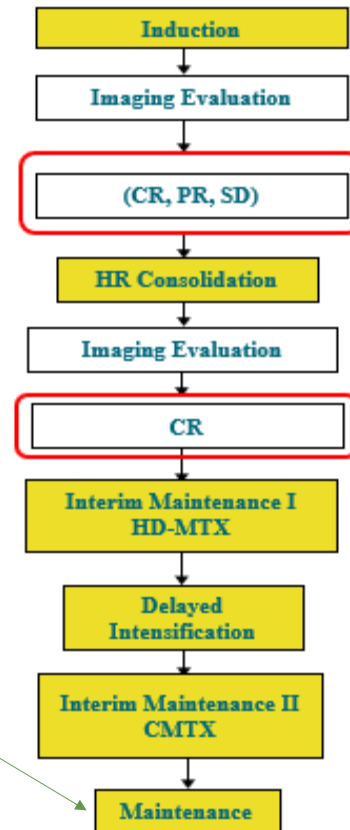 Induction
Imaging Evaluation
(CR, PR, SD)
HR Consolidation
Imaging Evaluation
CR
Interim Maintenance I
HD-MTX
Delayed
Intensification
Interim Maintenance II
CMTX
Maintenance